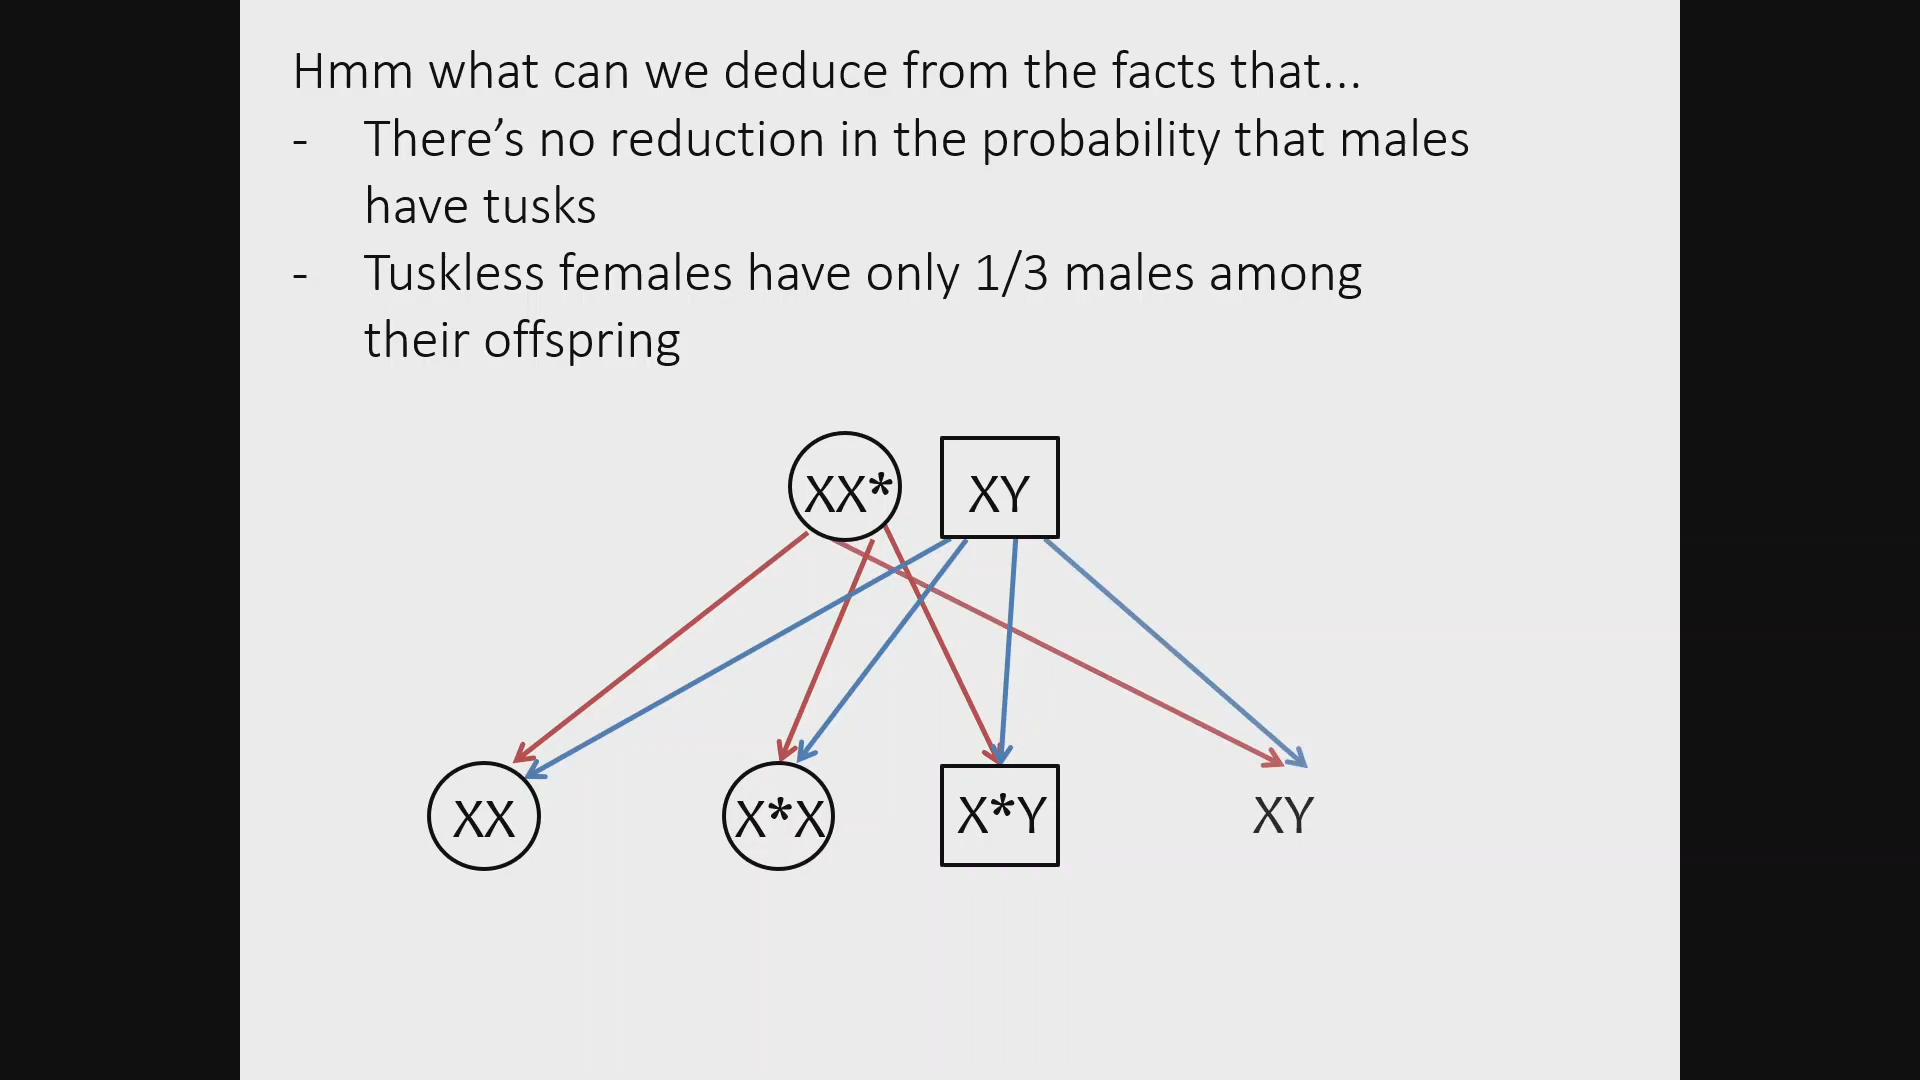 Hmm what can we deduce from the facts that...
- There’s no reduction in the probability that males
have tusks
- Tuskless females have only 1/3 males among
their offspring
XX* XY
XX X*X X*Y XY